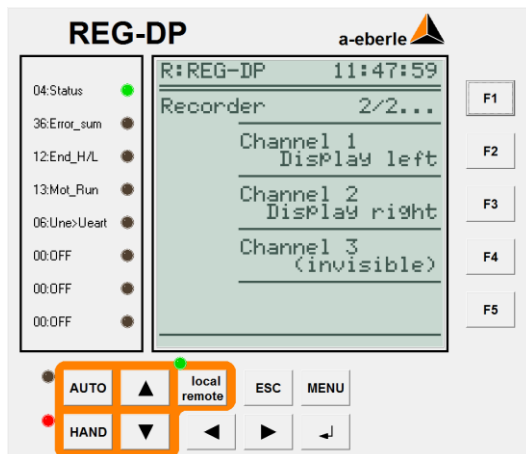 REG-DP
a-eberle
04:Status
36:Error_sum
12:End_H/L
13:Mot_Run
06:Une>Ueart
00:OFF
00:OFF
00:OFF
R:REG-DP 11:47:59
Recorder 2/2...
Channel 1
Display left
Channel 2
Display right
Channel 3
(invisible)
F1
F2
F3
F4
F5
AUTO
local
remote
ESC
MENU
HAND